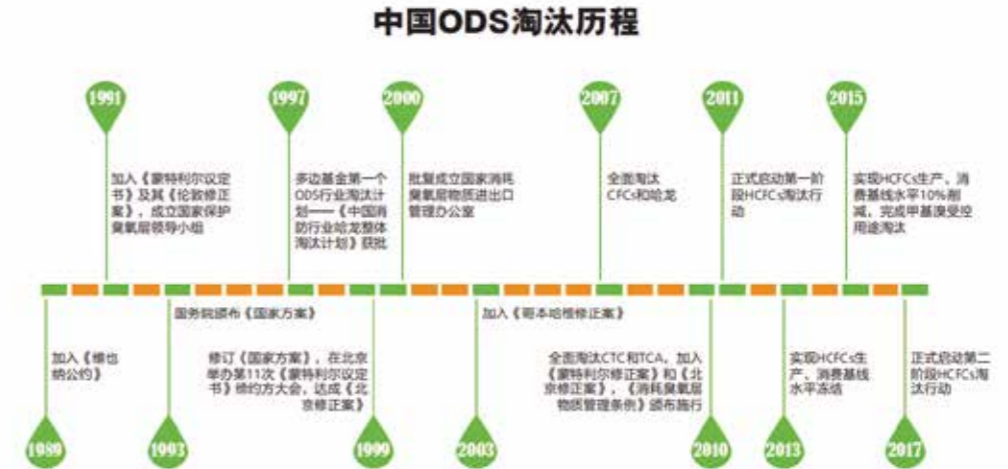 中国ODS淘汰历程
1991
1997
2000
2007
2011
2015
加入《蒙特利尔议定
书》及其《伦敦修正
案》，成立国家保护
臭氧层领导小组
多边基金第一个
ODS行业淘汰计
划——《中国消
防行业哈龙整体
淘汰计划》获批
批复成立国家消耗
臭氧层物质进出口
管理办公室
全面淘汰
CFCs和哈龙
正式启动第一阶
段HCFCs淘汰行
动
实现HCFCs生产、消
费基线水平10%削
减，完成甲基溴受控
用途淘汰
国务院颁布《国家方案》
加入《哥本哈根修正案》
加入《维也
纳公约》
修订《国家方案》，在北京
举办第11次《蒙特利尔议定
书》缔约方大会，达成《北
京修正案》
全面淘汰CTC和TCA，加入
《蒙特利尔修正案》和《北
京修正案》，《消耗臭氧层
物质管理条例》颁布施行
实现HCFCs生
产、消费基线
水平冻结
正式启动第二
阶段HCFCs淘
汰行动
1989
1993
1999
2003
2010
2013
2017